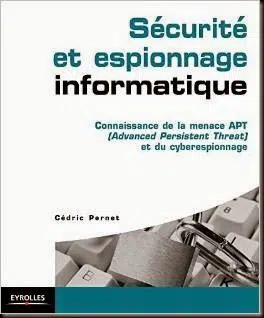 Sécurité
et espionnage
informatique
Connaissance de la menace APT
(Advanced Persistent Threat)
et du cyberespionnage
Cédric Pernet
EYROLLES